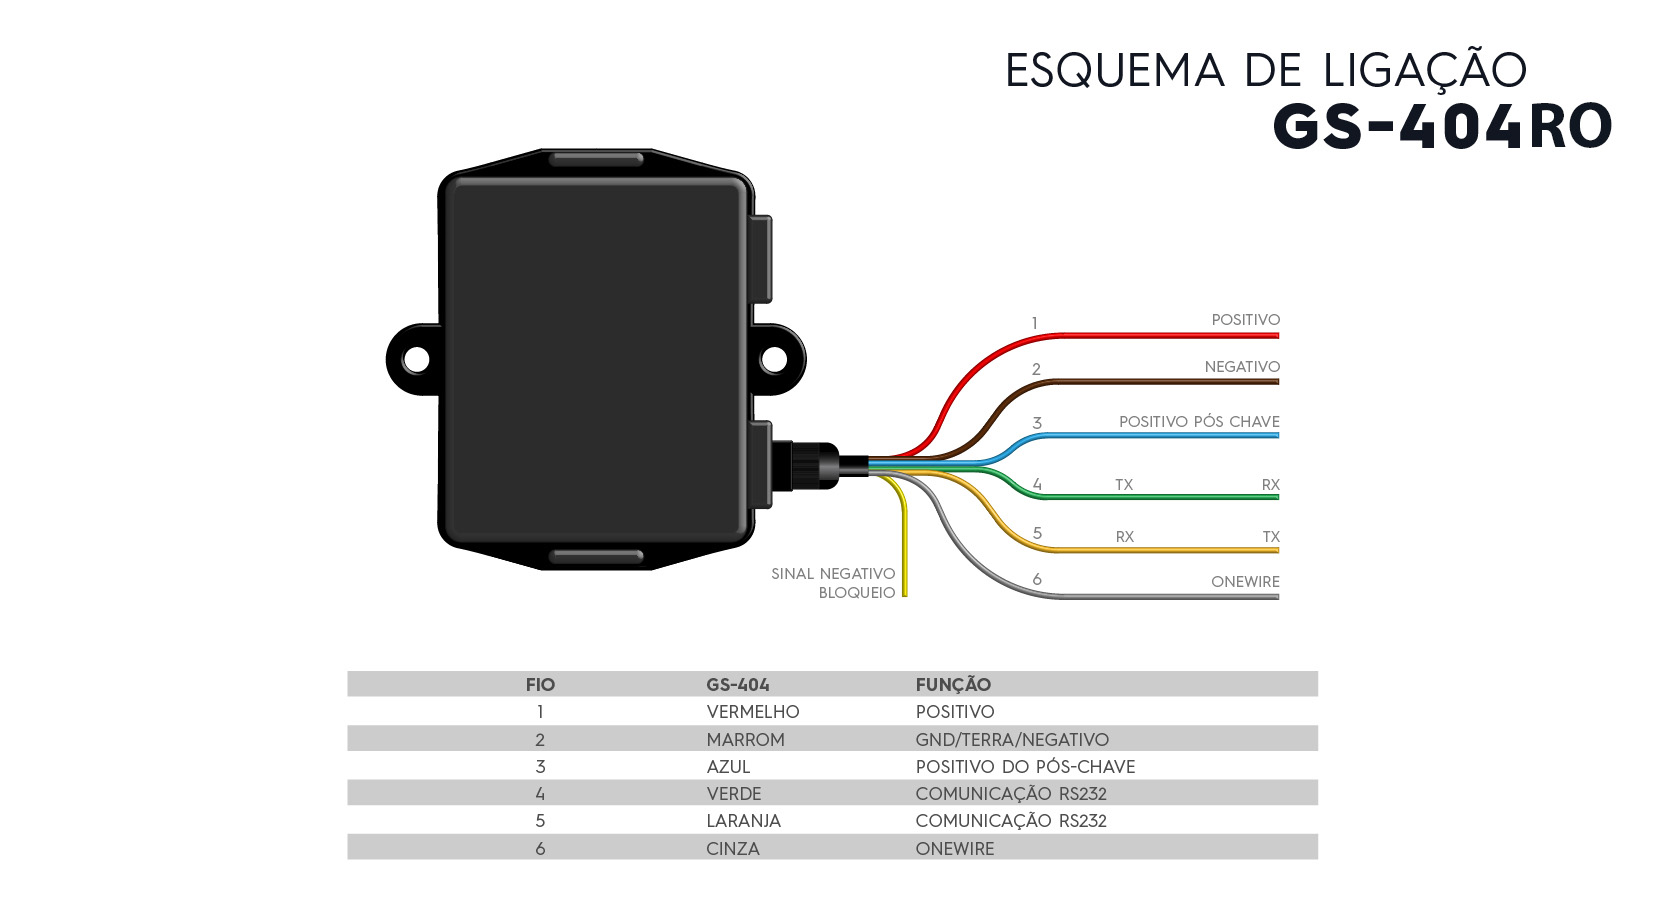 ESQUEMA DE LIGAÇÃO
GS-404RO
1 POSITIVO
2 NEGATIVO
3 POSITIVO PÓS CHAVE
4 TX RX
5 RX TX
6 ONEWIRE
SINAL NEGATIVO
BLOQUEIO
FIO GS-404 FUNÇÃO
1 VERMELHO POSITIVO
2 MARROM GND/TERRA/NEGATIVO
3 AZUL POSITIVO DO PÓS-CHAVE
4 VERDE COMUNICAÇÃO RS232
5 LARANJA COMUNICAÇÃO RS232
6 CINZA ONEWIRE